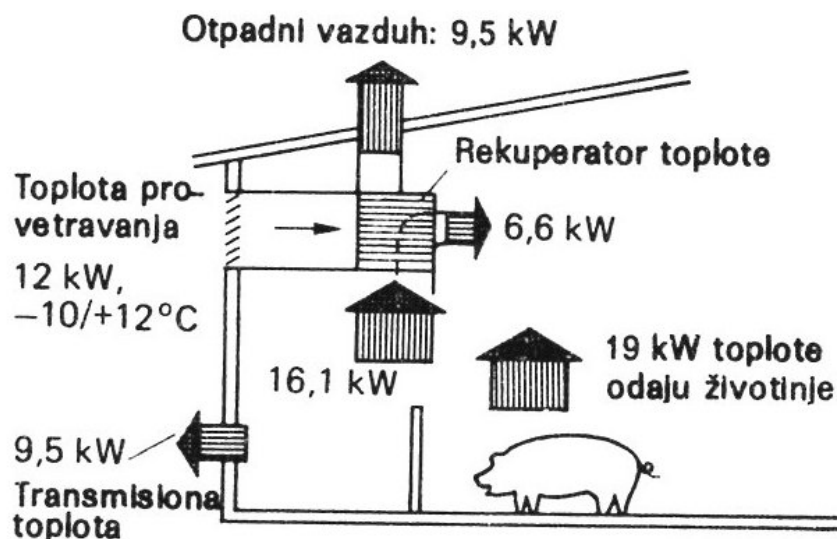 Otpadni vazduh: 9,5 kW
Rekuperator toplote
Toplota pro-
vetravanja
12 kW,
−10/+12°C
6,6 kW
16,1 kW
19 kW toplote
odaju životinje
9,5 kW
Transmisiona
toplota